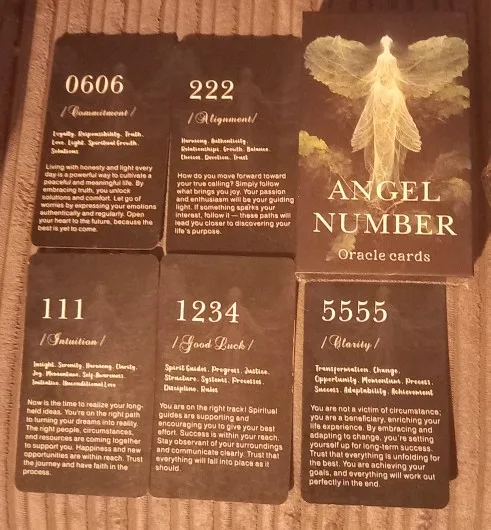 0606
/Commitment/
Loyalty, Responsibility, Truth,
Love, Light, Spiritual Growth,
Solutions
Living with honesty and light every
day is a powerful way to cultivate a
peaceful and meaningful life. By
embracing truth, help you unlock
solutions and comfort. Let go of
worries by expressing your emotions
authentically and regularly. Open
your heart to the future, because the
best is yet to come.
222
/Alignment/
Harmony, Authenticity,
Relationships, Growth, Balance,
Choices, Devotion, Trust
How do you move forward toward
your true calling? Simply follow
what brings you joy. Your passion
and enthusiasm will be your guiding
light. If something sparks your
interest, follow it — these paths will
lead you closer to discovering your
life's purpose.
ANGEL
NUMBER
Oracle cards
111
/Intuition/
Insight, Serenity, Harmony, Clarity,
Joy, Momentum, Self-Awareness,
Initiative, Unconditional Love
Now is the time to realize your long-
held ideas. You're on the right path
to turning your dreams into reality.
The right people, circumstances,
and resources are coming together
to support you. Happiness and new
opportunities are within reach. Trust
the journey and have faith in the
process.
1234
/Good Luck/
Spirit Guides, Progress, Justice,
Structure, Systems, Processes,
Discipline, Rules
You are on the right track! Spiritual
guides are supporting and
encouraging you to give your best
effort. Success is within your reach.
Stay observant of your surroundings
and communicate clearly. Trust that
everything will fall into place as it
should.
5555
/Clarity/
Transformation, Change,
Opportunity, Momentum, Process,
Success, Adaptability, Achievement
You are not a victim of circumstance;
you are a beneficiary, enriching your
life experience. By embracing and
adapting to change, you're setting
yourself up for long-term success.
Trust that everything is unfolding for
the best. You are achieving your
goals, and everything will work out
perfectly in the end.